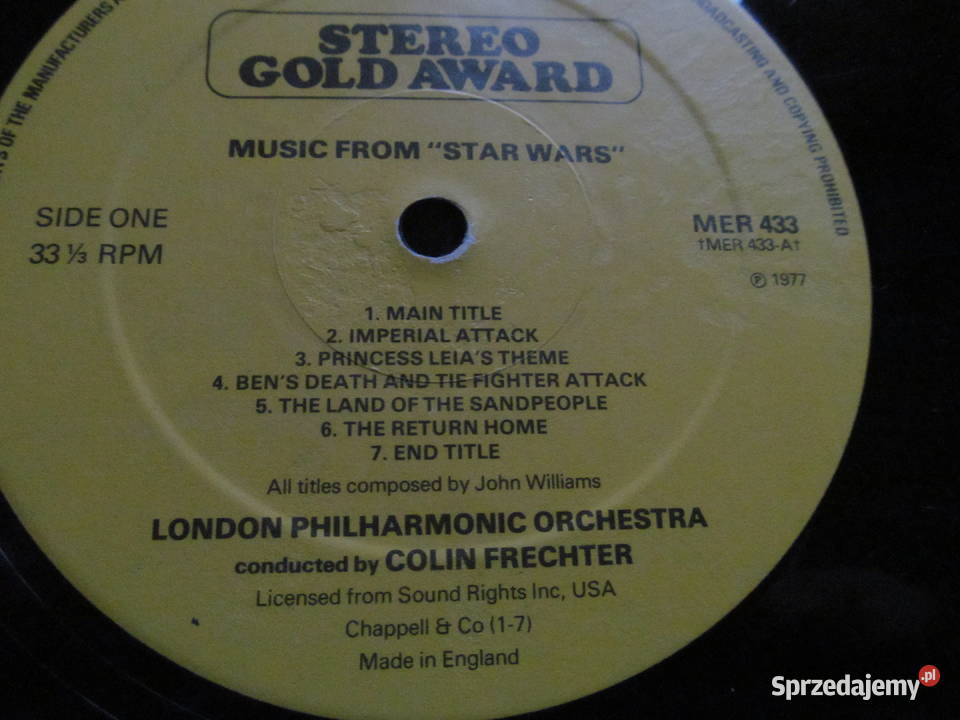 OF THE MANUFACTURERS
BROADCASTING AND COPYING PROHIBITED
STEREO
GOLD AWARD
MUSIC FROM "STAR WARS"
SIDE ONE
33 ⅓ RPM
MER 433
†MER 433-A†
℗ 1977
1. MAIN TITLE
2. IMPERIAL ATTACK
3. PRINCESS LEIA'S THEME
4. BEN'S DEATH AND TIE FIGHTER ATTACK
5. THE LAND OF THE SANDPEOPLE
6. THE RETURN HOME
7. END TITLE
All titles composed by John Williams
LONDON PHILHARMONIC ORCHESTRA
conducted by COLIN FRECHTER
Licensed from Sound Rights Inc, USA
Chappell & Co (1-7)
Made in England
Sprzedajemy.pl